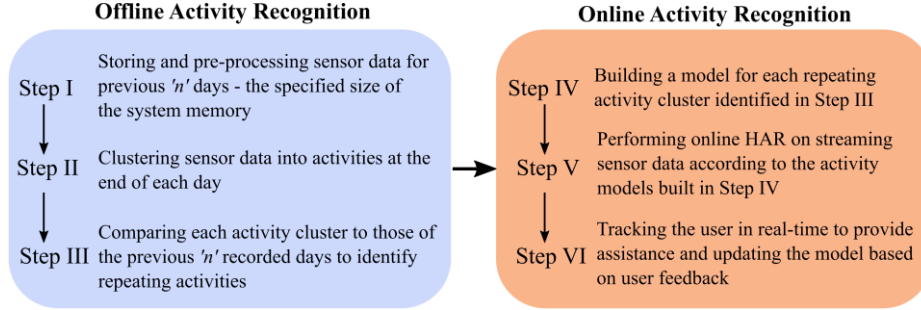 Offline Activity Recognition
Step I
Storing and pre-processing sensor data for
previous 'n' days - the specified size of
the system memory
Step II
Clustering sensor data into activities at the
end of each day
Step III
Comparing each activity cluster to those of
the previous 'n' recorded days to identify
repeating activities
Online Activity Recognition
Step IV
Building a model for each repeating
activity cluster identified in Step III
Step V
Performing online HAR on streaming
sensor data according to the activity
models built in Step IV
Step VI
Tracking the user in real-time to provide
assistance and updating the model based
on user feedback